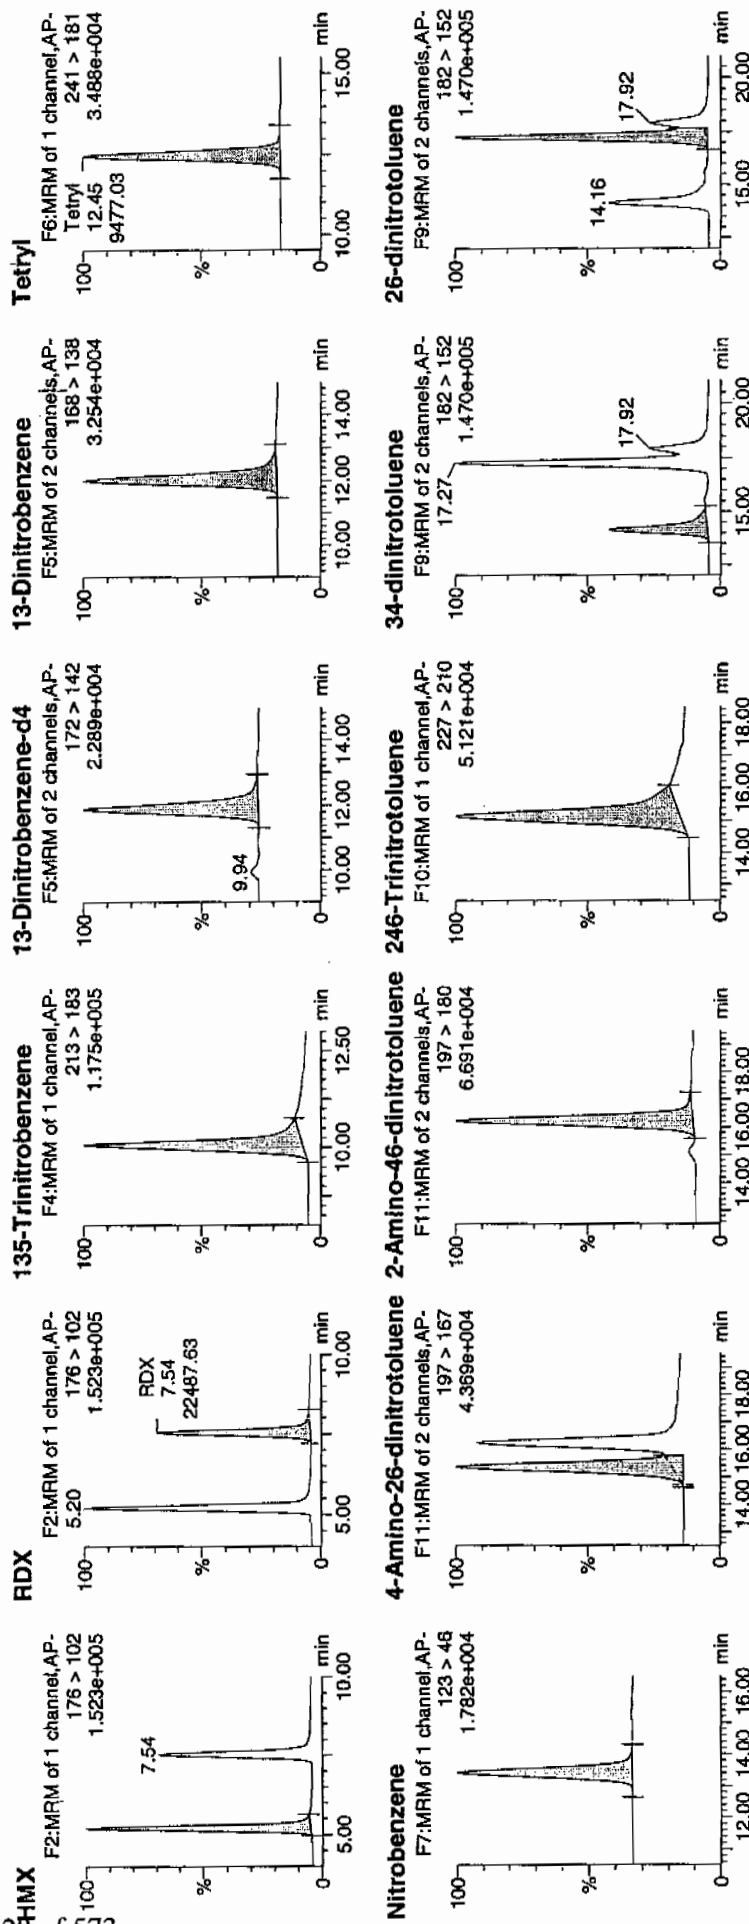 HMX
F2:MRM of 1 channel,AP-
176 > 102
1.523e+005
100
7.54
%
0
5.00 10.00 min
RDX
F2:MRM of 1 channel,AP-
176 > 102
1.523e+005
100
5.20
RDX
7.54
22487.63
%
0
5.00 10.00 min
135-Trinitrobenzene
F4:MRM of 1 channel,AP-
213 > 183
1.175e+005
100
%
0
10.00 12.50 min
13-Dinitrobenzene-d4
F5:MRM of 2 channels,AP-
172 > 142
2.289e+004
100
9.94
%
0
10.00 12.00 14.00 min
13-Dinitrobenzene
F5:MRM of 2 channels,AP-
168 > 138
3.254e+004
100
%
0
10.00 12.00 14.00 min
Tetryl
F6:MRM of 1 channel,AP-
241 > 181
3.488e+004
100
Tetryl
12.45
9477.03
%
0
10.00 15.00 min
Nitrobenzene
F7:MRM of 1 channel,AP-
123 > 46
1.782e+004
100
%
0
12.00 14.00 16.00 min
4-Amino-26-dinitrotoluene
F11:MRM of 2 channels,AP-
197 > 167
4.369e+004
100
%
0
14.00 16.00 18.00 min
2-Amino-46-dinitrotoluene
F11:MRM of 2 channels,AP-
197 > 180
6.691e+004
100
%
0
14.00 16.00 18.00 min
246-Trinitrotoluene
F10:MRM of 1 channel,AP-
227 > 210
5.121e+004
100
%
0
14.00 16.00 18.00 min
34-dinitrotoluene
F9:MRM of 2 channels,AP-
182 > 152
1.470e+005
100
17.27
17.92
%
0
15.00 20.00 min
26-dinitrotoluene
F9:MRM of 2 channels,AP-
182 > 152
1.470e+005
100
14.16
17.92
%
0
15.00 20.00 min